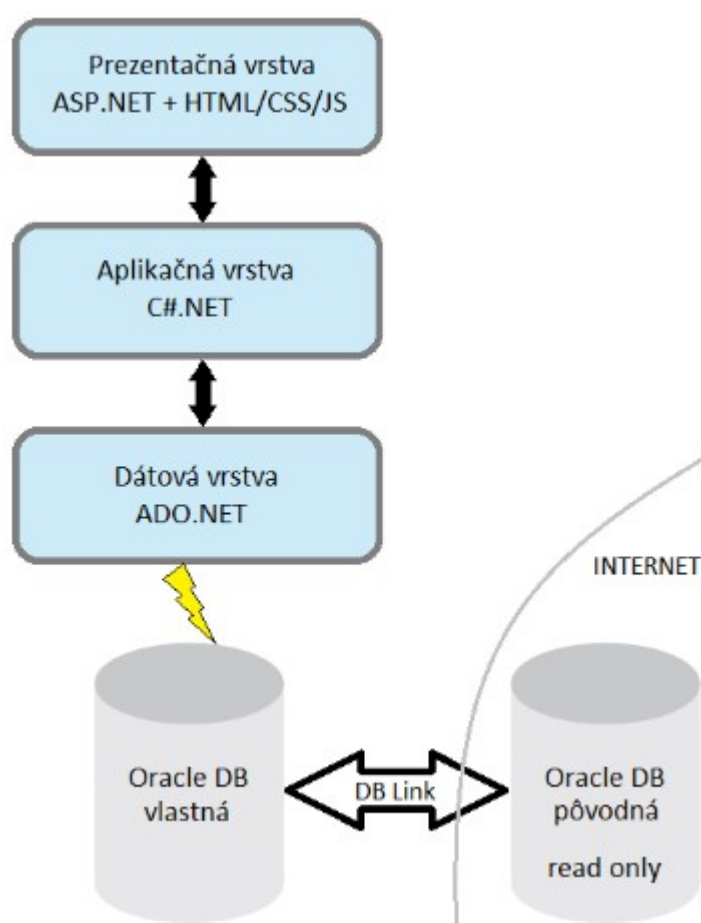 Prezentačná vrstva
ASP.NET + HTML/CSS/JS
Aplikačná vrstva
C#.NET
Dátová vrstva
ADO.NET
INTERNET
Oracle DB
vlastná
DB Link
Oracle DB
pôvodná
read only